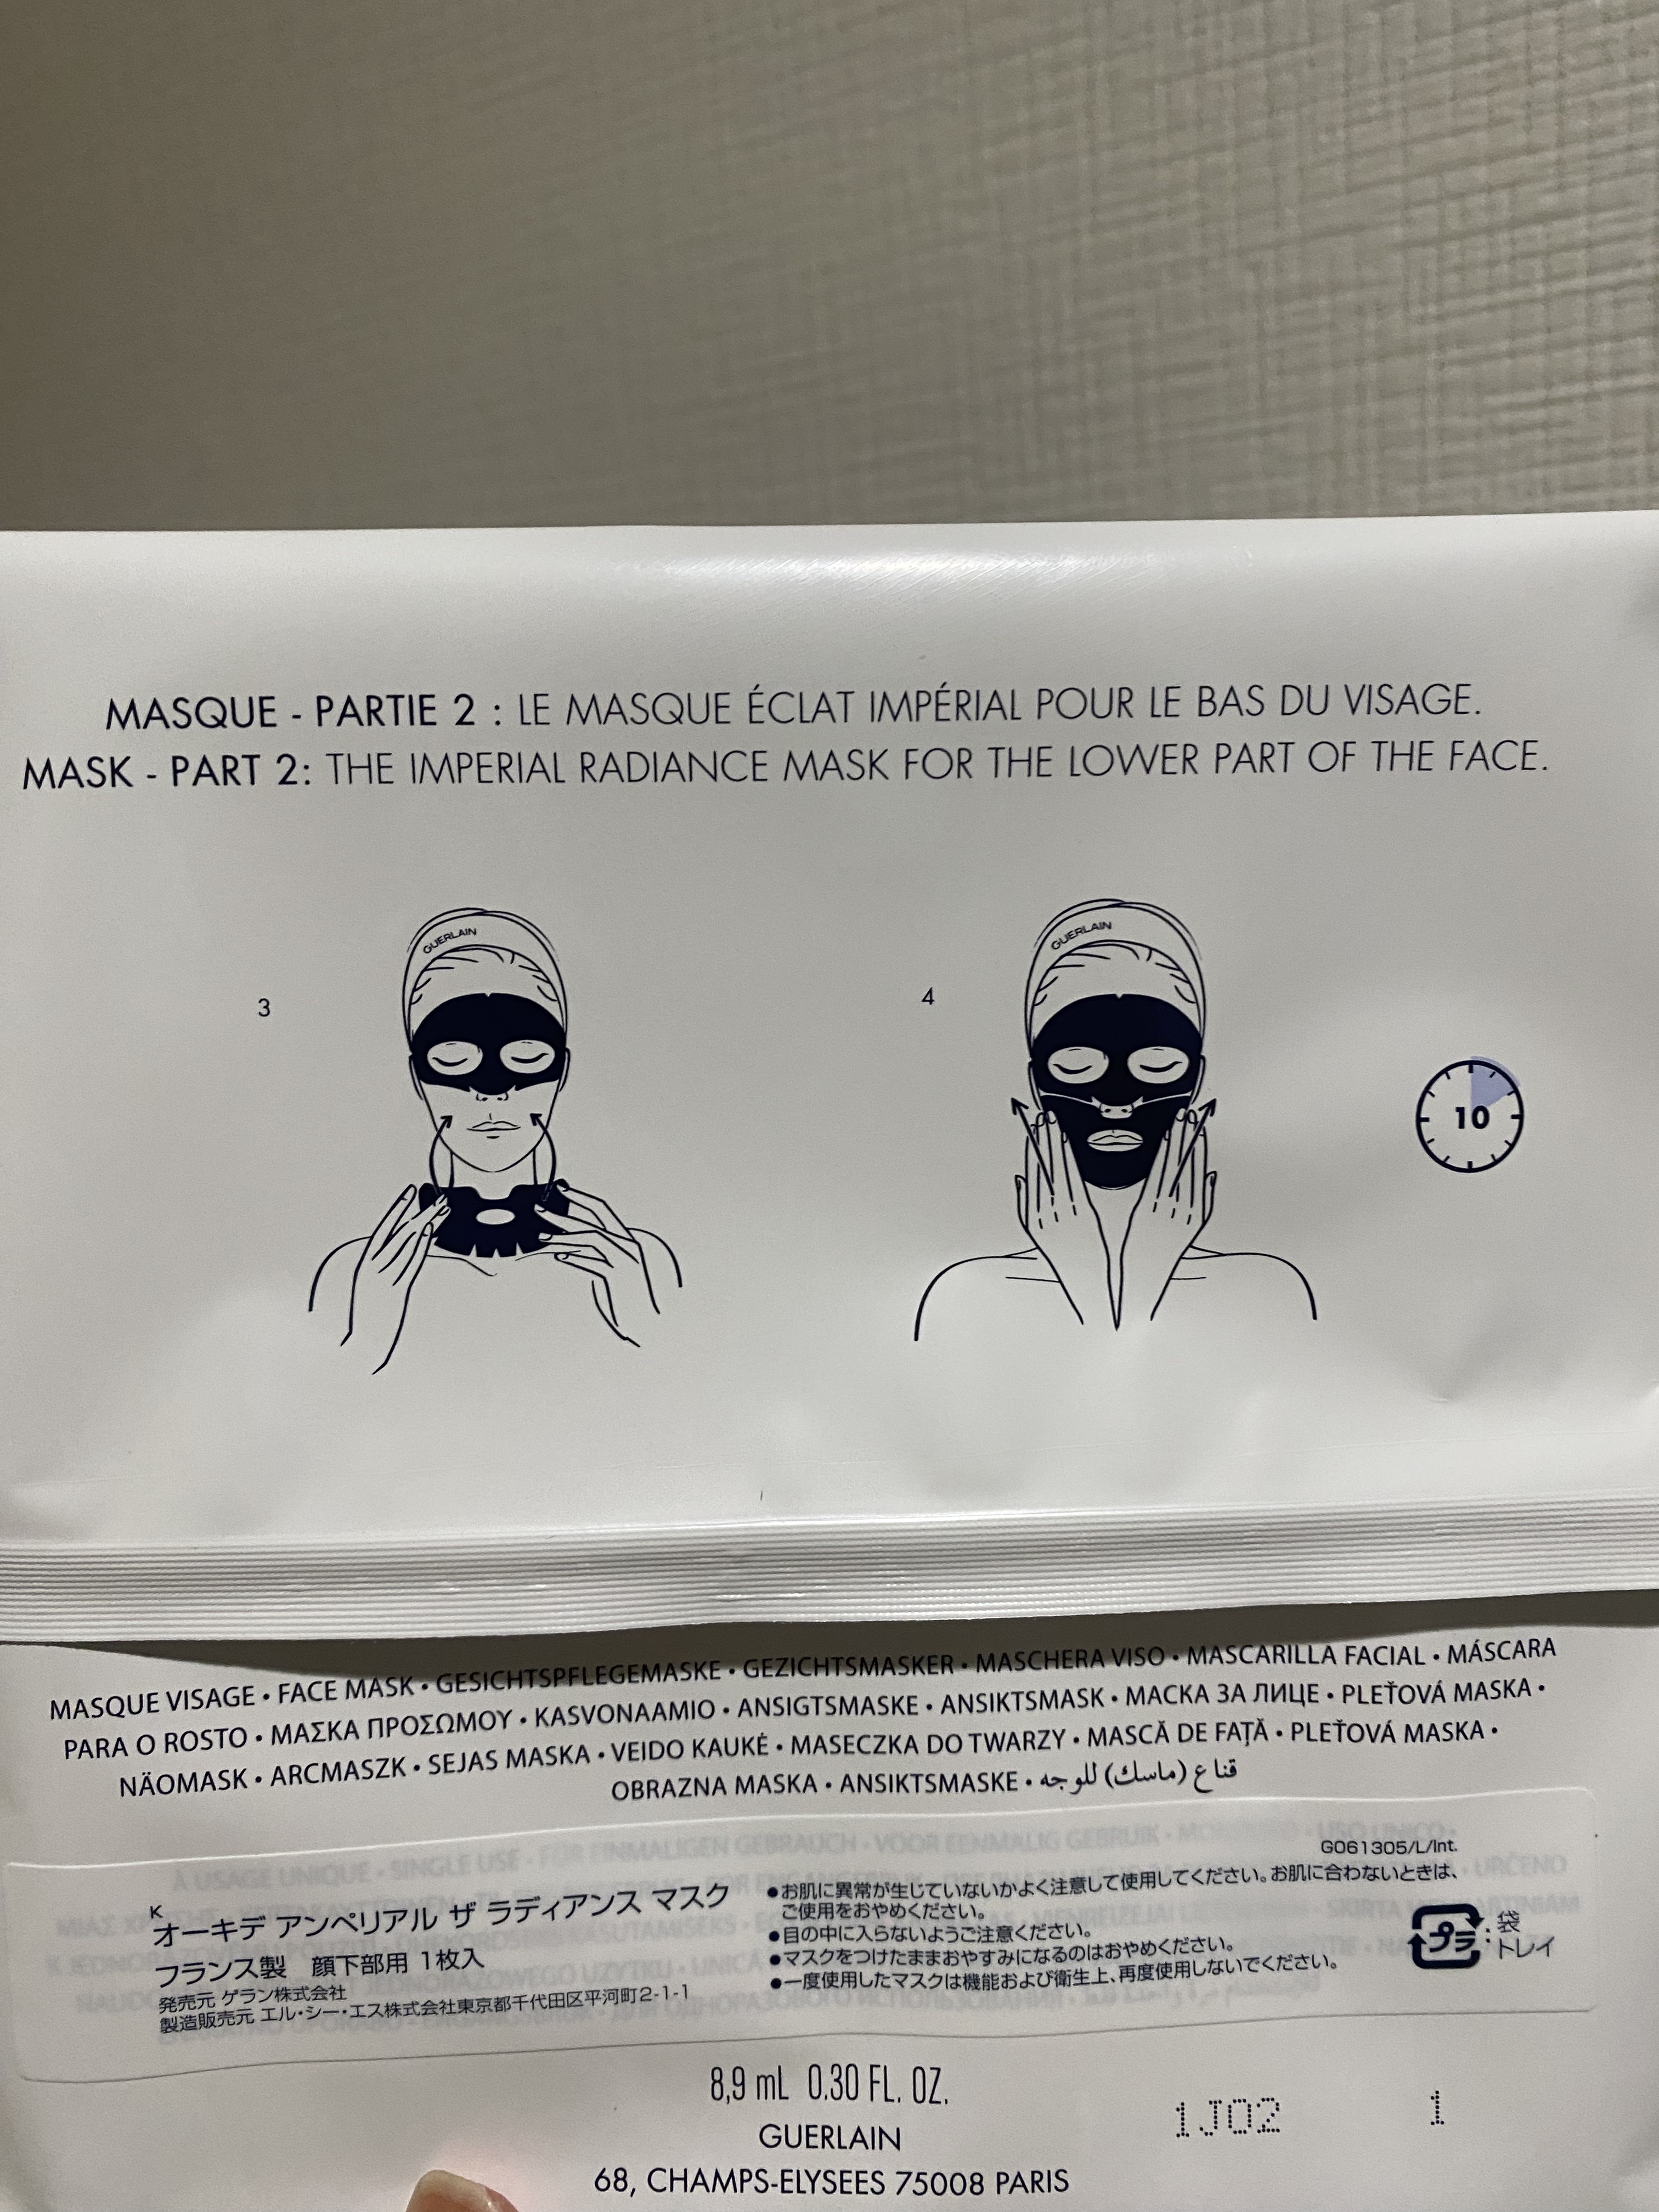 MASQUE - PARTIE 2 : LE MASQUE ÉCLAT IMPÉRIAL POUR LE BAS DU VISAGE.
MASK - PART 2: THE IMPERIAL RADIANCE MASK FOR THE LOWER PART OF THE FACE.
GUERLAIN
3
GUERLAIN
4
10
MASQUE VISAGE • FACE MASK • GESICHTSPFLEGEMASKE • GEZICHTSMASKER • MASCHERA VISO • MASCARILLA FACIAL • MÁSCARA
PARA O ROSTO • ΜΑΣΚΑ ΠΡΟΣΩΜΟΥ • KASVONAAMIO • ANSIGTSMASKE • ANSIKTSMASK • МАСКА ЗА ЛИЦЕ • PLEŤOVÁ MASKA •
NÄOMASK • ARCMASZK • SEJAS MASKA • VEIDO KAUKĖ • MASECZKA DO TWARZY • MASCĂ DE FAȚĂ • PLEŤOVÁ MASKA •
OBRAZNA MASKA • ANSIKTSMASKE • قناع (ماسك) للوجه
À USAGE UNIQUE • SINGLE USE • FÜR EINMALIGEN GEBRAUCH • VOOR EENMALIG GEBRUIK • USO UNICO •
G061305/L/Int.
K
オーキデ アンペリアル ザ ラディアンス マスク
フランス製 顔下部用 1枚入
発売元 ゲラン株式会社
製造販売元 エル・シー・エス株式会社東京都千代田区平河町2-1-1
●お肌に異常が生じていないかよく注意して使用してください。お肌に合わないときは、
ご使用をおやめください。
●目の中に入らないようご注意ください。
●マスクをつけたままおやすみになるのはおやめください。
●一度使用したマスクは機能および衛生上、再度使用しないでください。
プラ : 袋
トレイ
8,9 mL 0.30 FL. OZ.
GUERLAIN
68, CHAMPS-ELYSEES 75008 PARIS
1J02 1